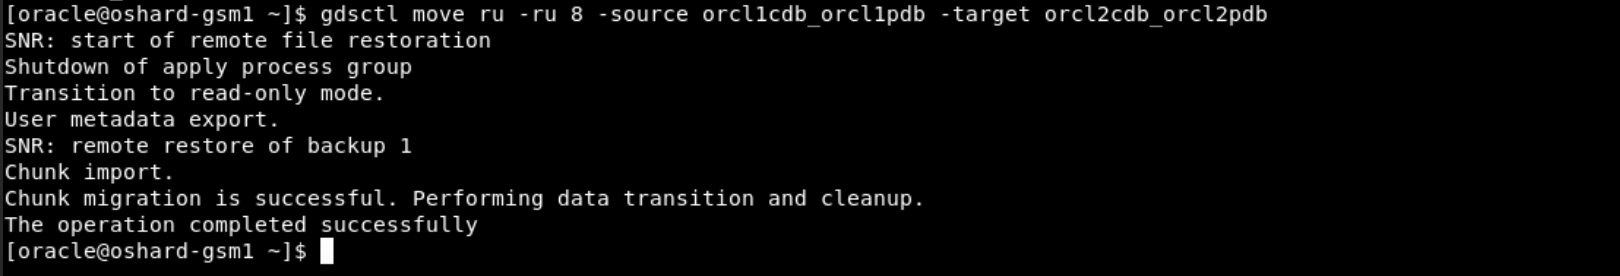 [oracle@oshard-gsm1 ~]$ gdsctl move ru -ru 8 -source orcl1cdb_orcl1pdb -target orcl2cdb_orcl2pdb
SNR: start of remote file restoration
Shutdown of apply process group
Transition to read-only mode.
User metadata export.
SNR: remote restore of backup 1
Chunk import.
Chunk migration is successful. Performing data transition and cleanup.
The operation completed successfully
[oracle@oshard-gsm1 ~]$